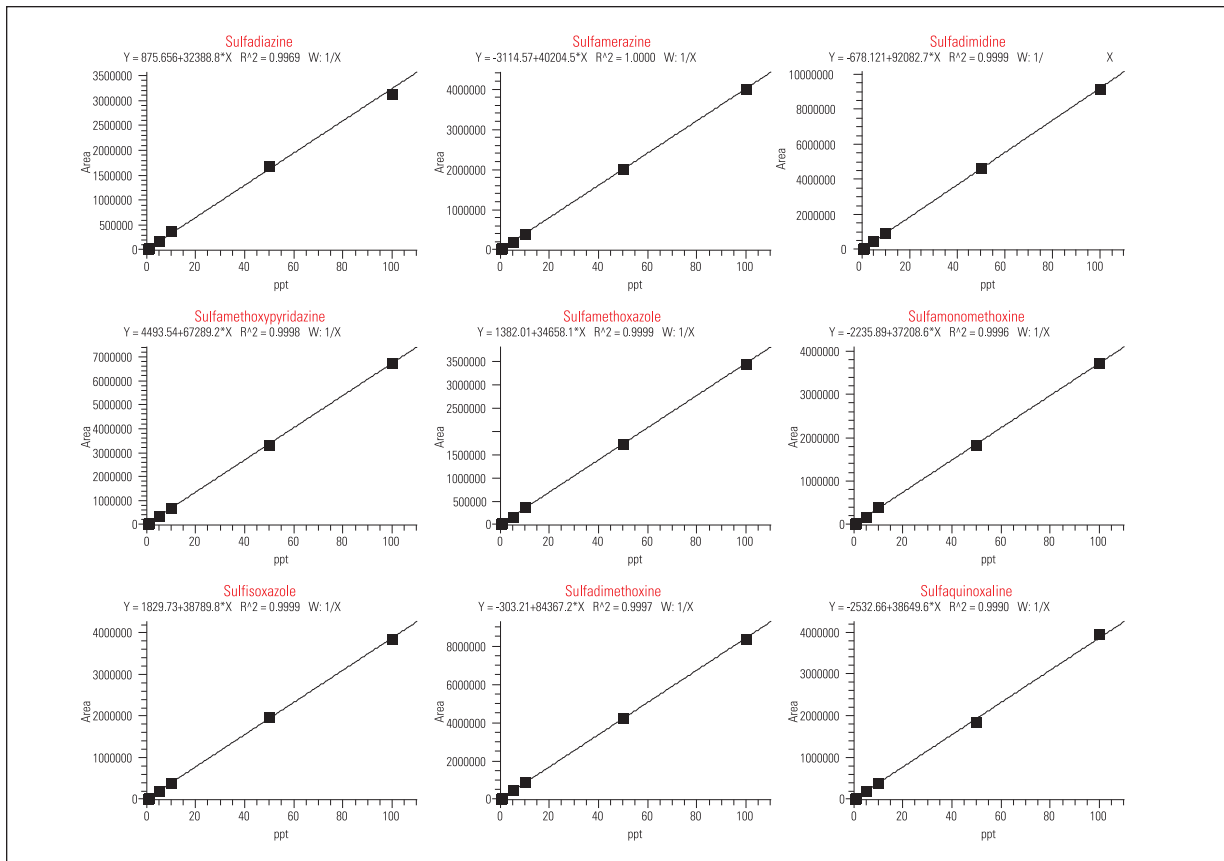 Sulfadiazine
Y = 875.656+32388.8*X R^2 = 0.9969 W: 1/X
3500000
3000000
2500000
2000000
1500000
1000000
500000
0
Area
0 20 40 60 80 100
ppt
Sulfamerazine
Y = -3114.57+40204.5*X R^2 = 1.0000 W: 1/X
4000000
3000000
2000000
1000000
0
Area
0 20 40 60 80 100
ppt
Sulfadimidine
Y = -678.121+92082.7*X R^2 = 0.9999 W: 1/ X
10000000
8000000
6000000
4000000
2000000
0
Area
0 20 40 60 80 100
ppt
Sulfamethoxypyridazine
Y = 4493.54+67289.2*X R^2 = 0.9998 W: 1/X
7000000
6000000
5000000
4000000
3000000
2000000
1000000
0
Area
0 20 40 60 80 100
ppt
Sulfamethoxazole
Y = 1382.01+34658.1*X R^2 = 0.9999 W: 1/X
3500000
3000000
2500000
2000000
1500000
1000000
500000
0
Area
0 20 40 60 80 100
ppt
Sulfamonomethoxine
Y = -2235.89+37208.6*X R^2 = 0.9996 W: 1/X
4000000
3000000
2000000
1000000
0
Area
0 20 40 60 80 100
ppt
Sulfisoxazole
Y = 1829.73+38789.8*X R^2 = 0.9999 W: 1/X
4000000
3000000
2000000
1000000
0
Area
0 20 40 60 80 100
ppt
Sulfadimethoxine
Y = -303.21+84367.2*X R^2 = 0.9997 W: 1/X
8000000
6000000
4000000
2000000
0
Area
0 20 40 60 80 100
ppt
Sulfaquinoxaline
Y = -2532.66+38649.6*X R^2 = 0.9990 W: 1/X
4000000
3000000
2000000
1000000
0
Area
0 20 40 60 80 100
ppt